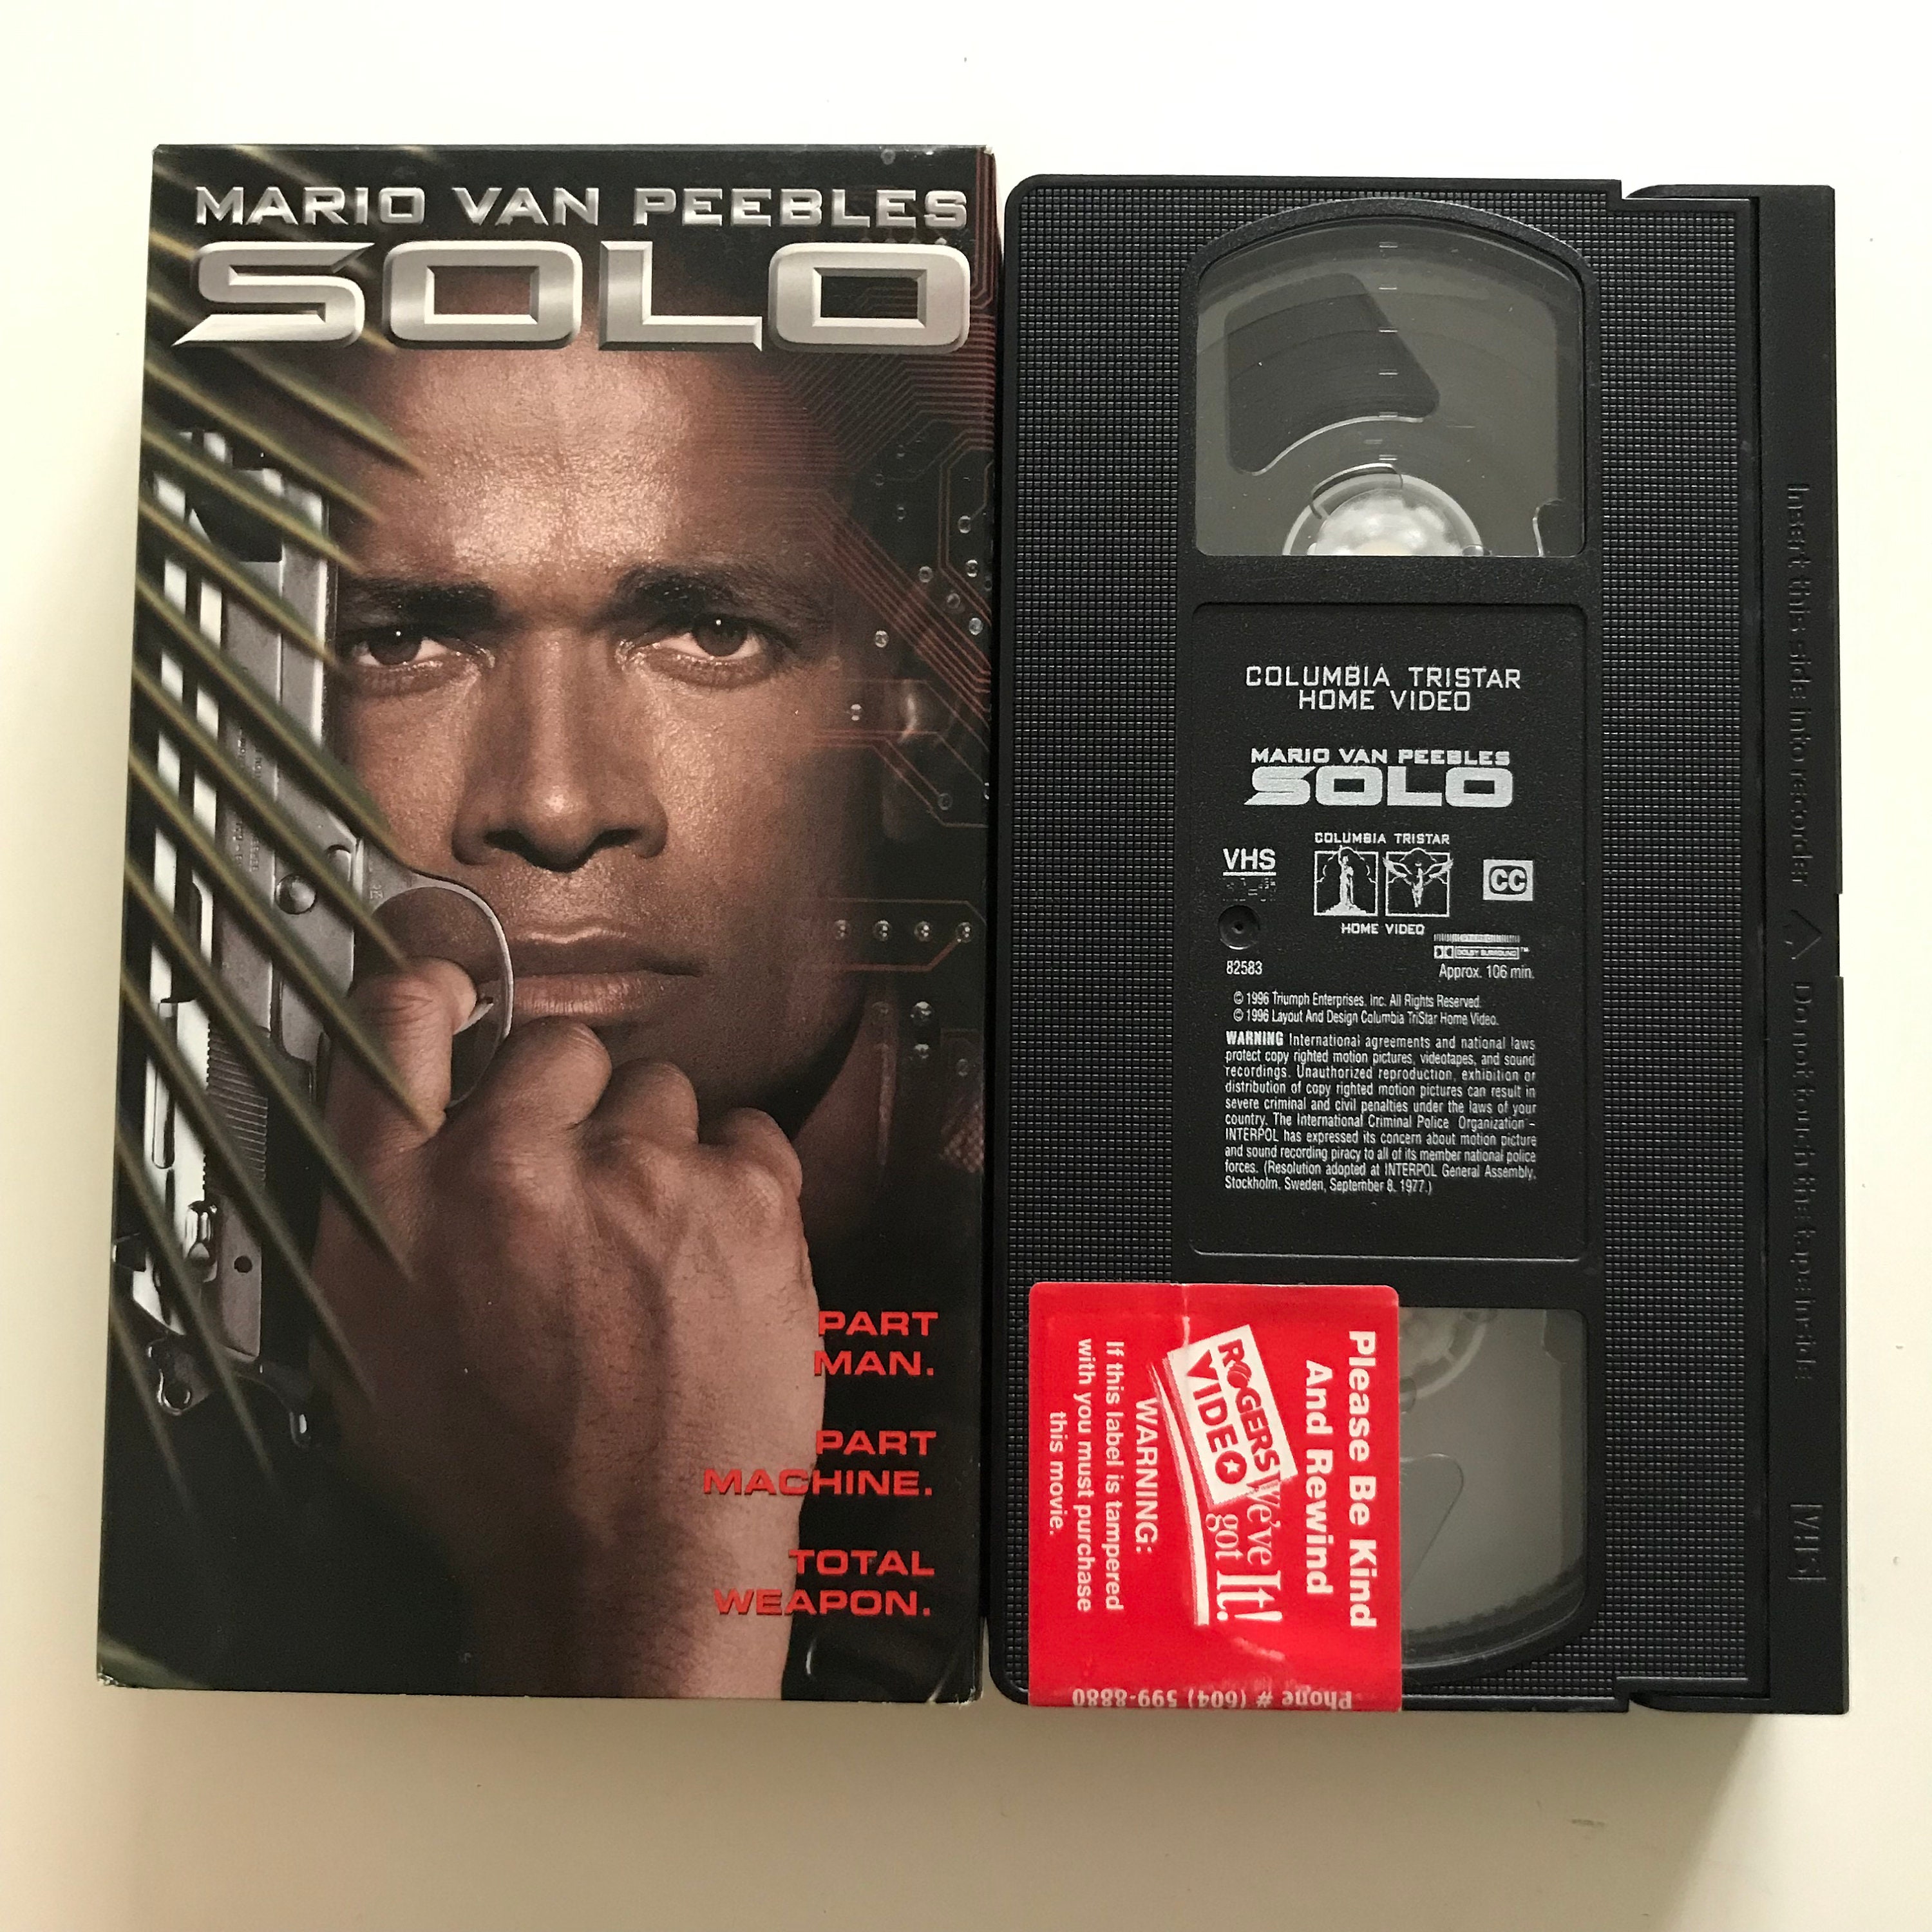 MARIO VAN PEEBLES
SOLO
PART
MAN.
PART
MACHINE.
TOTAL
WEAPON.
COLUMBIA TRISTAR
HOME VIDEO
MARIO VAN PEEBLES
SOLO
VHS
COLUMBIA TRISTAR
HOME VIDEO
CC
DOLBY SURROUND
TM
82583
Approx. 106 min.
© 1996 Triumph Enterprises, Inc. All Rights Reserved.
© 1996 Layout And Design Columbia TriStar Home Video.
WARNING International agreements and national laws
protect copy righted motion pictures, videotapes, and sound
recordings. Unauthorized reproduction, exhibition or
distribution of copy righted motion pictures can result in
severe criminal and civil penalties under the laws of your
country. The International Criminal Police Organization –
INTERPOL has expressed its concern about motion picture
and sound recording piracy to all of its member national police
forces. (Resolution adopted at INTERPOL General Assembly,
Stockholm, Sweden, September 8, 1977.)
Please Be Kind
And Rewind
ROGERS
VIDEO
We've
got It!
WARNING:
If this label is tampered
with you must purchase
this movie.
Phone # (604) 599-8880
Insert this side into recorder
Do not touch the tape inside
VHS